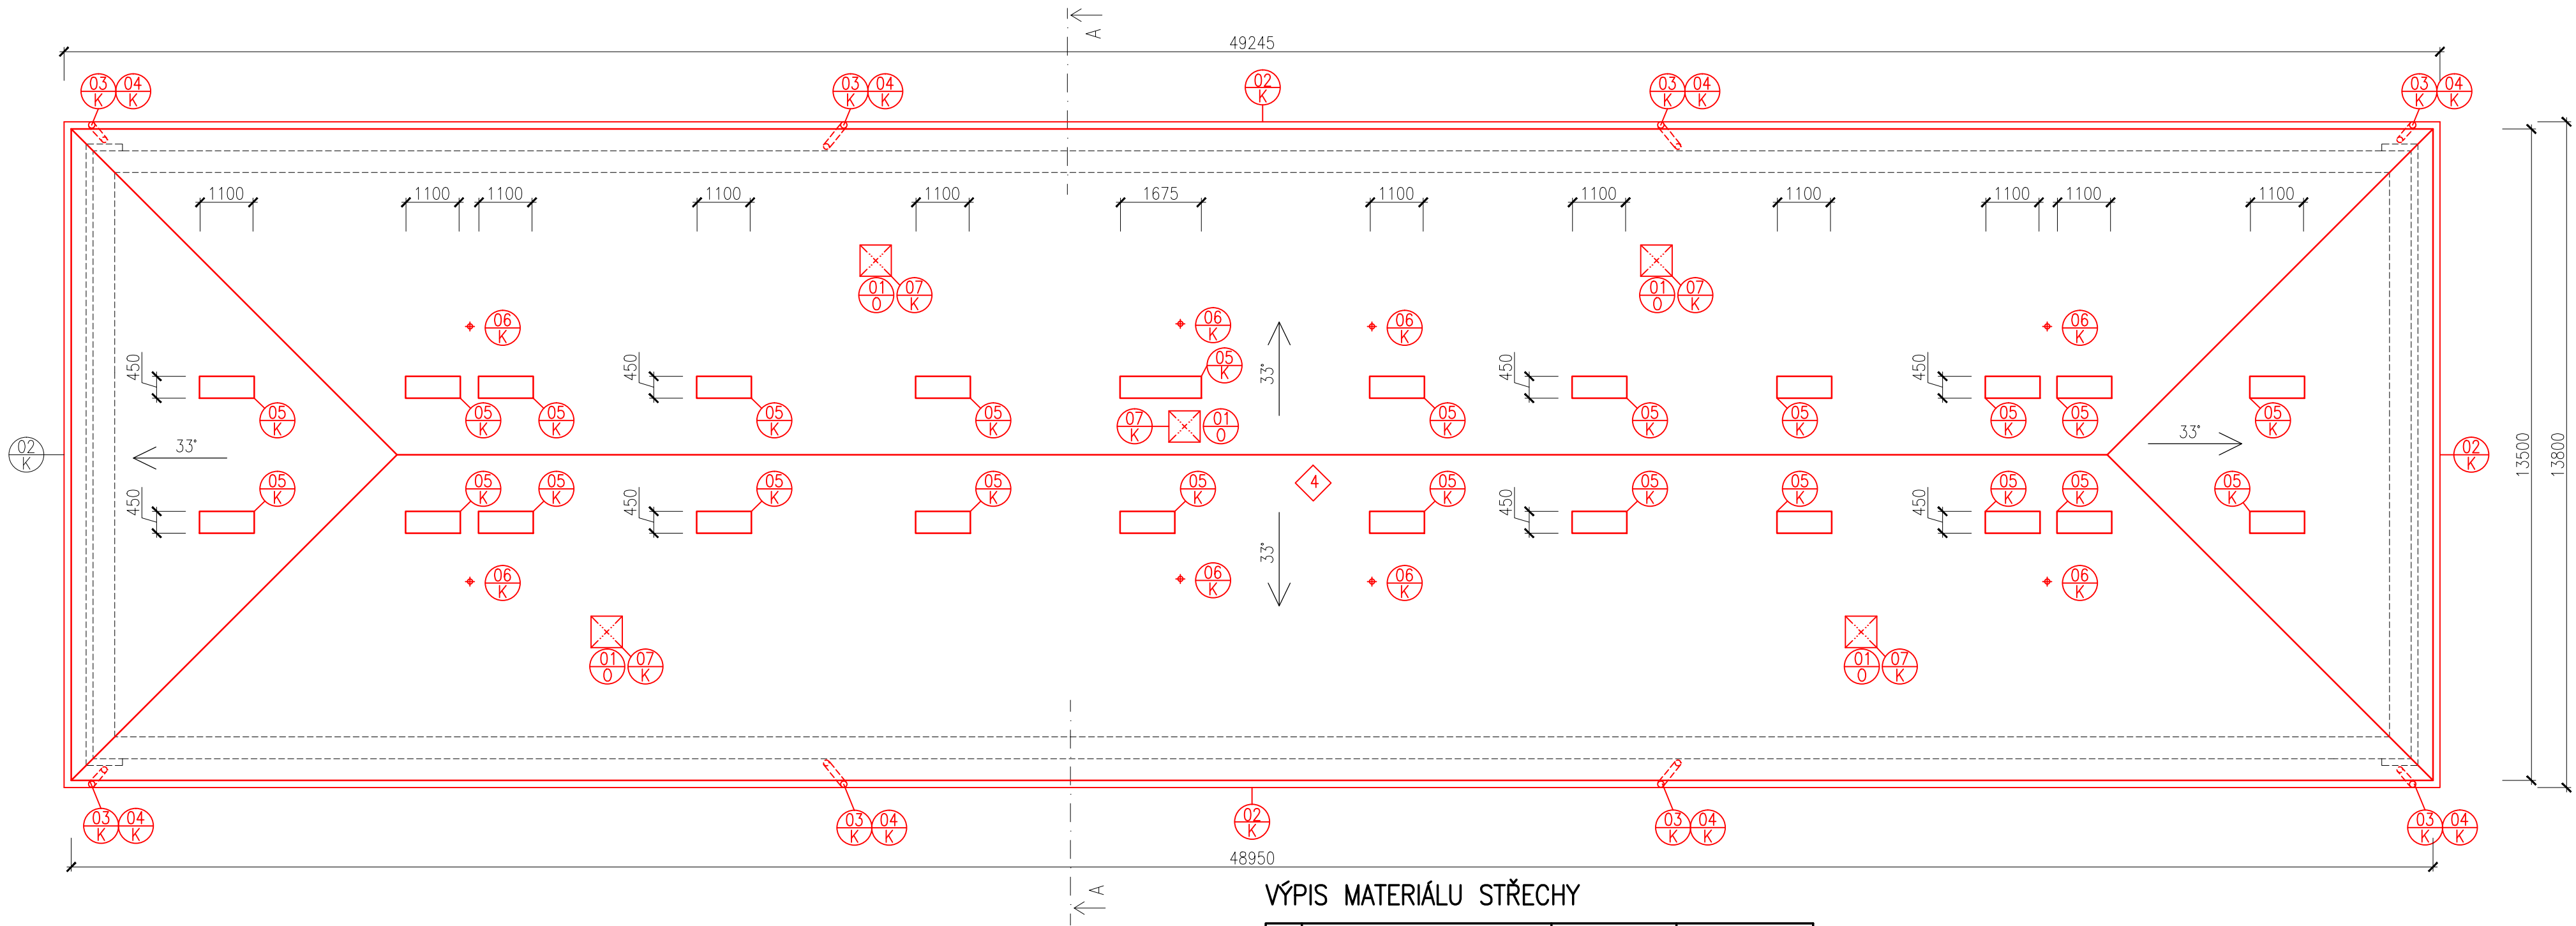 A
49245
03 K 04 K
03 K 04 K
02 K
03 K 04 K
03 K 04 K
1100 1100 1100 1100 1100 1675 1100 1100 1100 1100 1100 1100
01 O 07 K
01 O 07 K
06 K
06 K
06 K
06 K
450 450 33° 450 450
05 K
05 K 05 K 05 K 05 K 05 K 05 K 05 K 05 K 05 K 05 K 05 K
07 K 01 O
02 K
33°
33°
02 K
13500
13800
4
05 K 05 K 05 K 05 K 05 K 05 K 05 K 05 K 05 K 05 K 05 K 05 K
450 450 33° 450 450
06 K
06 K
06 K
06 K
01 O 07 K
01 O 07 K
03 K 04 K
03 K 04 K
02 K
03 K 04 K
03 K 04 K
48950
A
VÝPIS MATERIÁLU STŘECHY